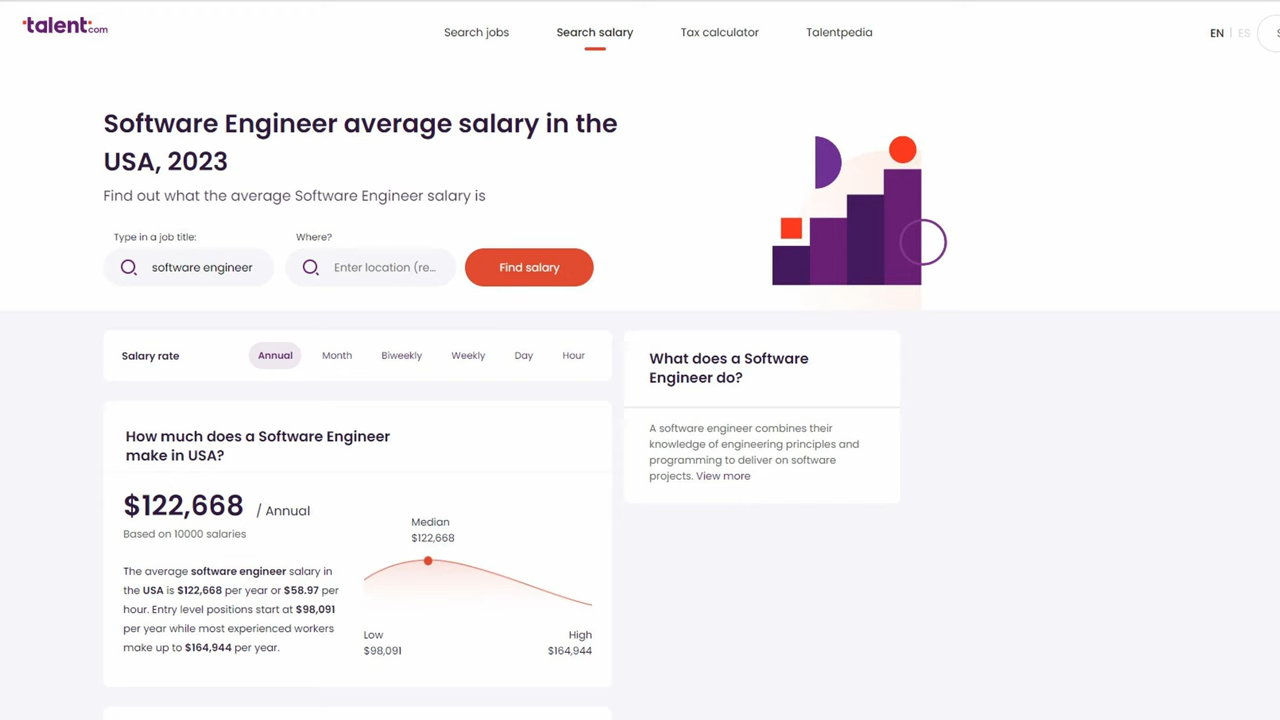 talent.com
Search jobs
Search salary
Tax calculator
Talentpedia
EN | ES
Software Engineer average salary in the
USA, 2023
Find out what the average Software Engineer salary is
Type in a job title:
Where?
software engineer
Enter location (re...
Find salary
Salary rate
Annual
Month
Biweekly
Weekly
Day
Hour
How much does a Software Engineer
make in USA?
$122,668 / Annual
Based on 10000 salaries
The average software engineer salary in
the USA is $122,668 per year or $58.97 per
hour. Entry level positions start at $98,091
per year while most experienced workers
make up to $164,944 per year.
Median
$122,668
Low
$98,091
High
$164,944
What does a Software
Engineer do?
A software engineer combines their
knowledge of engineering principles and
programming to deliver on software
projects. View more